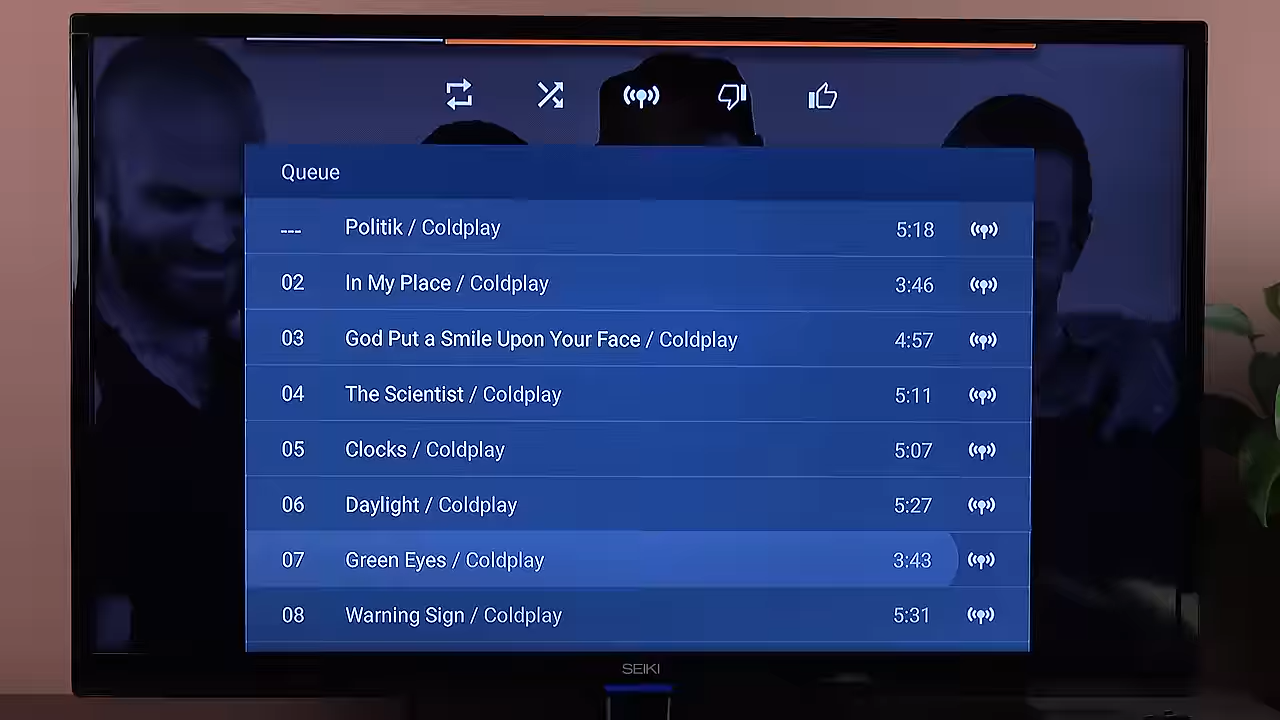 Queue
--- Politik / Coldplay 5:18
02 In My Place / Coldplay 3:46
03 God Put a Smile Upon Your Face / Coldplay 4:57
04 The Scientist / Coldplay 5:11
05 Clocks / Coldplay 5:07
06 Daylight / Coldplay 5:27
07 Green Eyes / Coldplay 3:43
08 Warning Sign / Coldplay 5:31
SEIKI